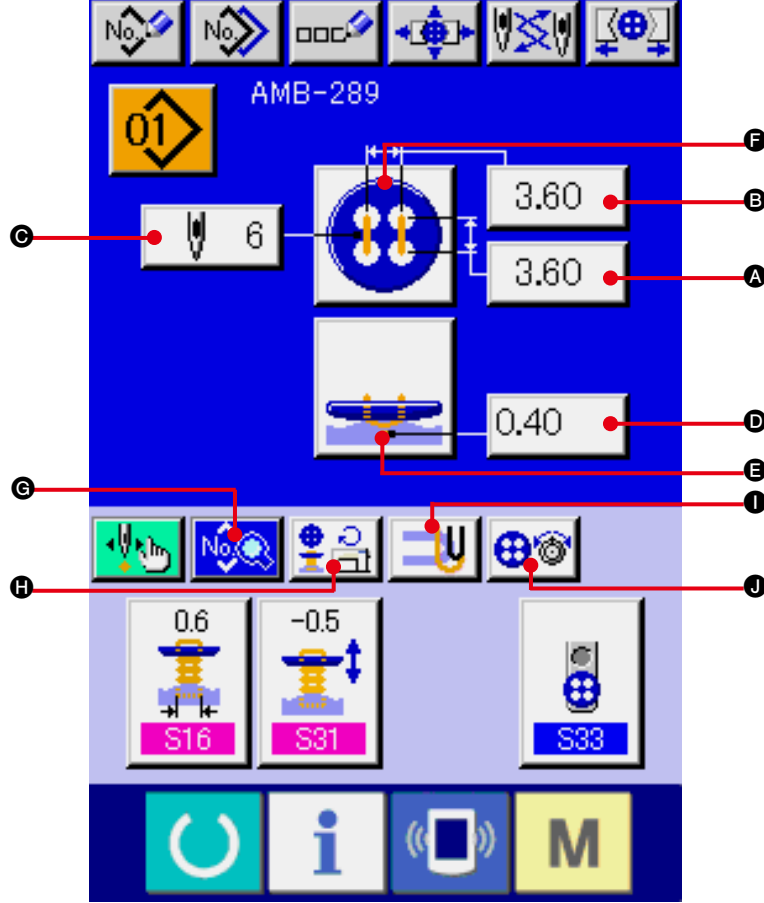 No. No.
AMB-289
01
F
3.60 B
C 6
3.60 A
0.40 D
E
G I
No.
H J
0.6 -0.5
S16 S31 S33
i M